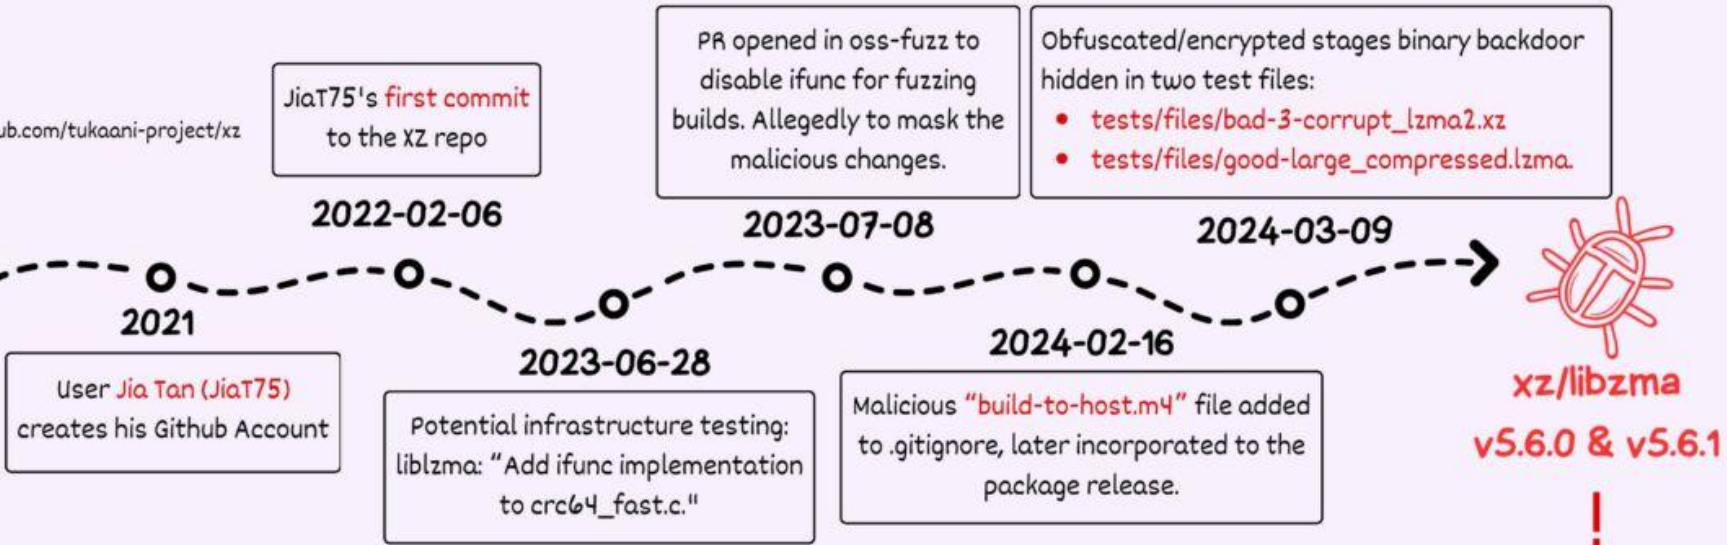 ub.com/tukaani-project/xz
2021
User Jia Tan (JiaT75)
creates his Github Account
JiaT75's first commit
to the XZ repo
2022-02-06
2023-06-28
Potential infrastructure testing:
liblzma: “Add ifunc implementation
to crc64_fast.c."
PR opened in oss-fuzz to
disable ifunc for fuzzing
builds. Allegedly to mask the
malicious changes.
2023-07-08
2024-02-16
Malicious “build-to-host.m4” file added
to .gitignore, later incorporated to the
package release.
Obfuscated/encrypted stages binary backdoor
hidden in two test files:
• tests/files/bad-3-corrupt_lzma2.xz
• tests/files/good-large_compressed.lzma.
2024-03-09
xz/libzma
v5.6.0 & v5.6.1
!